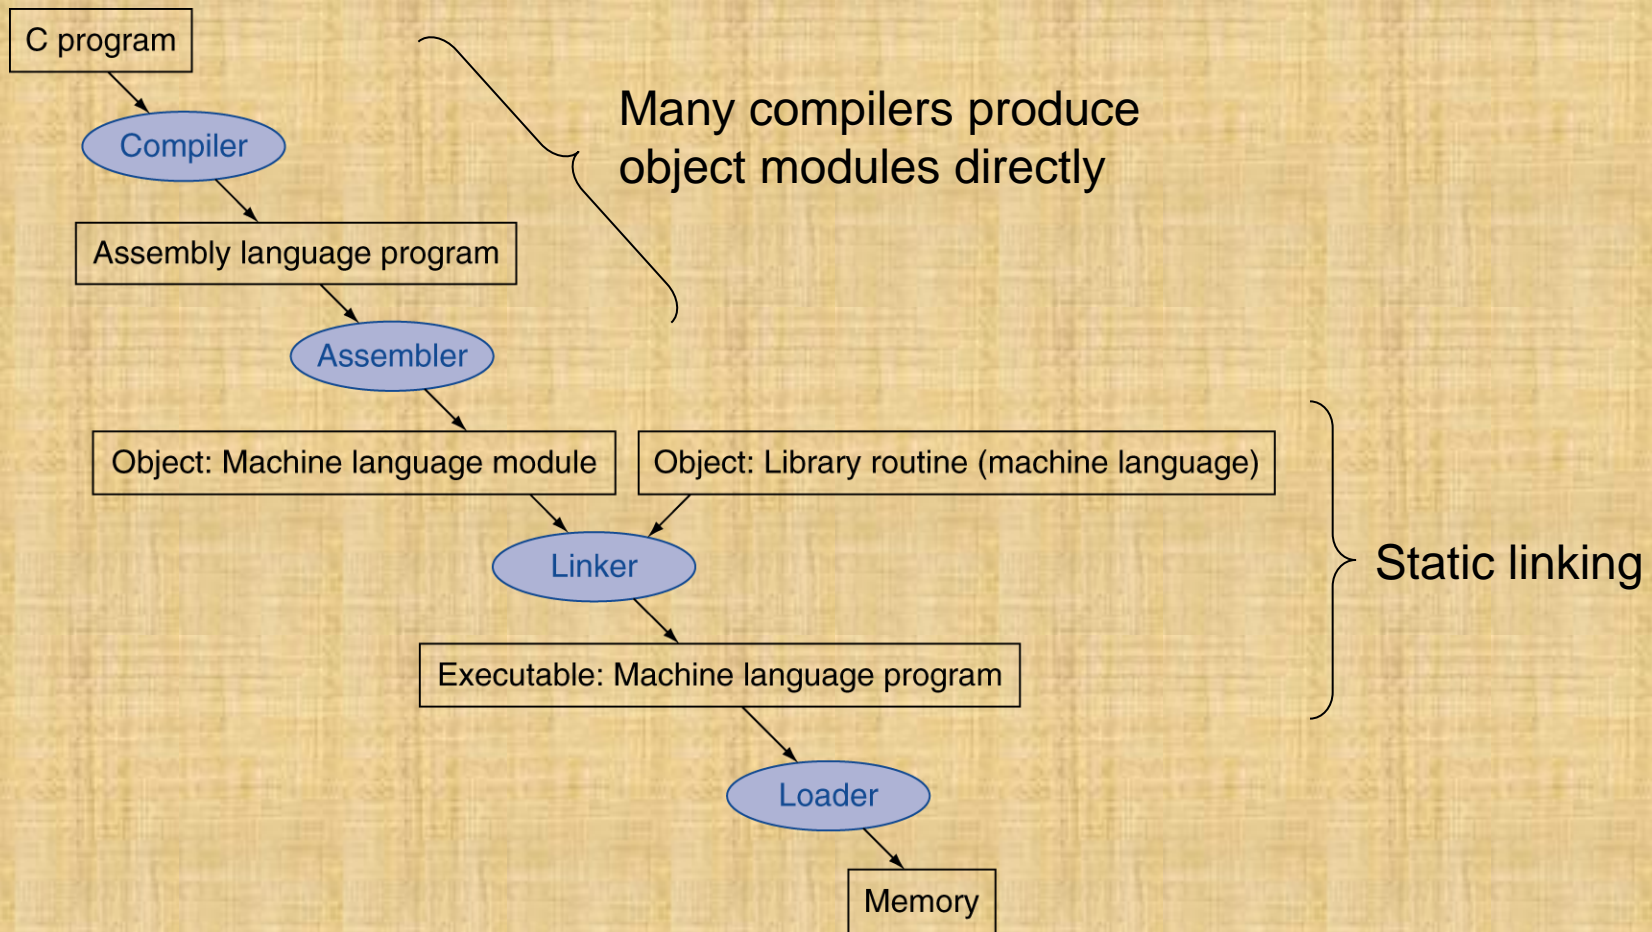 C program
Compiler
Many compilers produce
object modules directly
Assembly language program
Assembler
Object: Machine language module
Object: Library routine (machine language)
Linker
Static linking
Executable: Machine language program
Loader
Memory